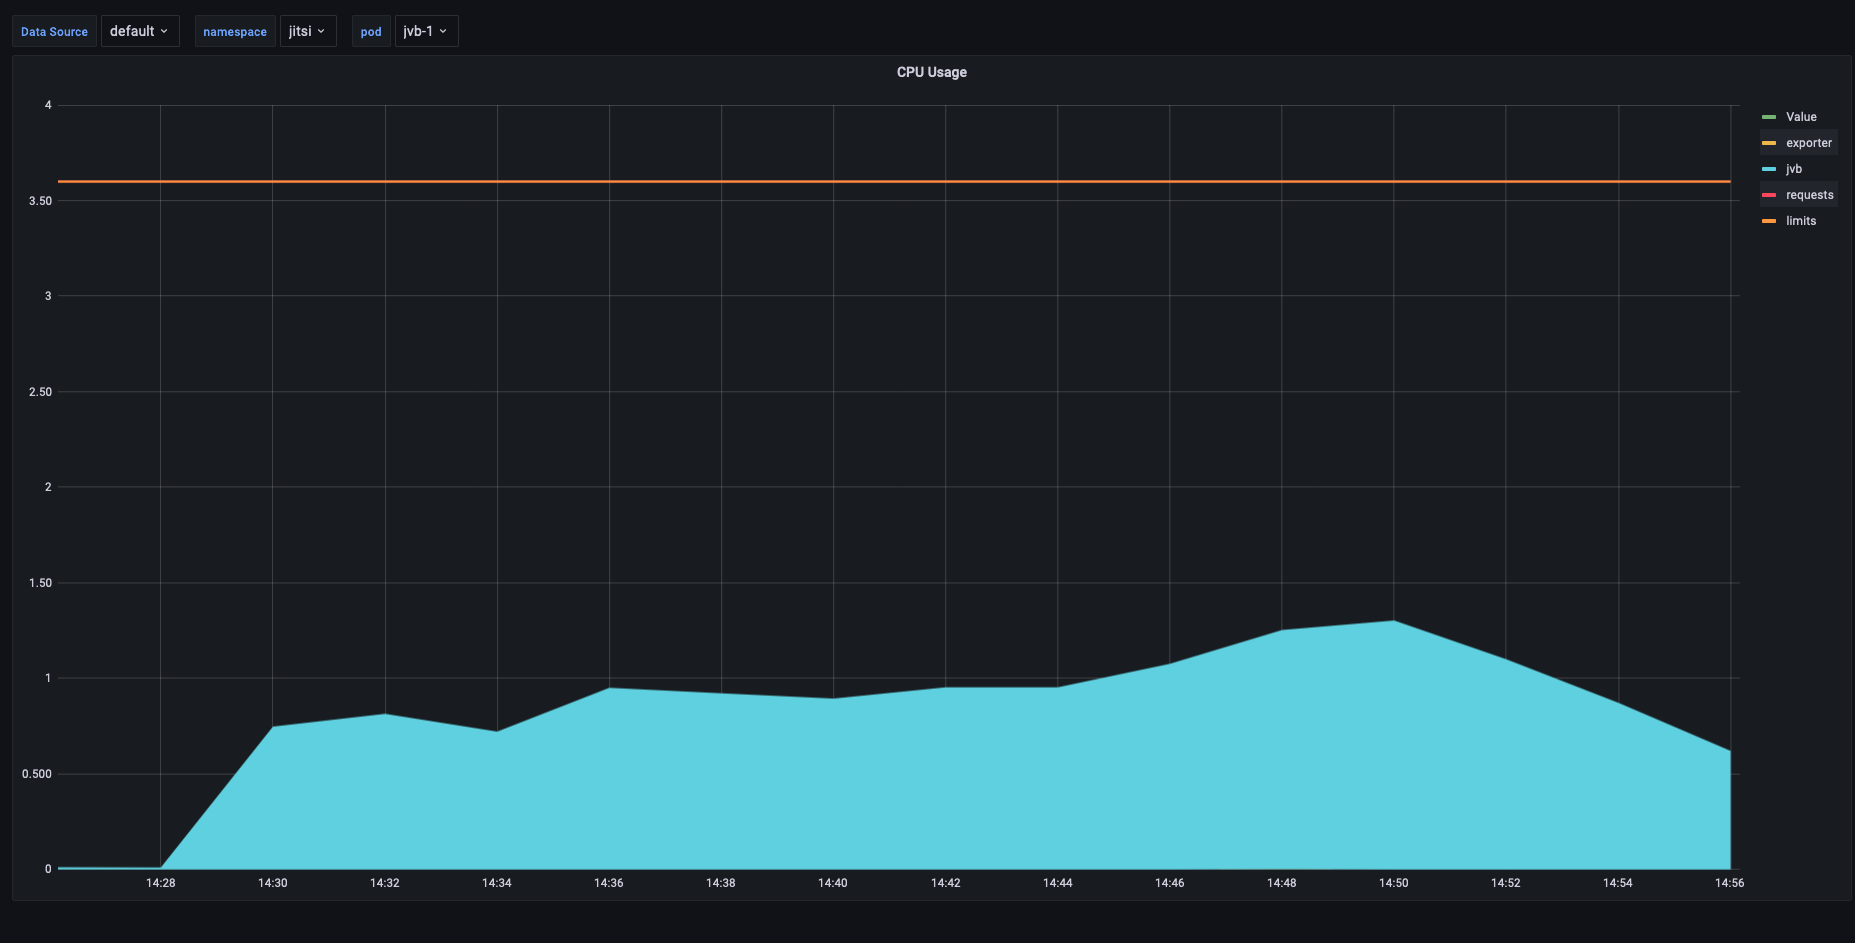 Data Source default namespace jitsi pod jvb-1
CPU Usage
4
3.50
3
2.50
2
1.50
1
0.500
0
14:28 14:30 14:32 14:34 14:36 14:38 14:40 14:42 14:44 14:46 14:48 14:50 14:52 14:54 14:56
Value
exporter
jvb
requests
limits